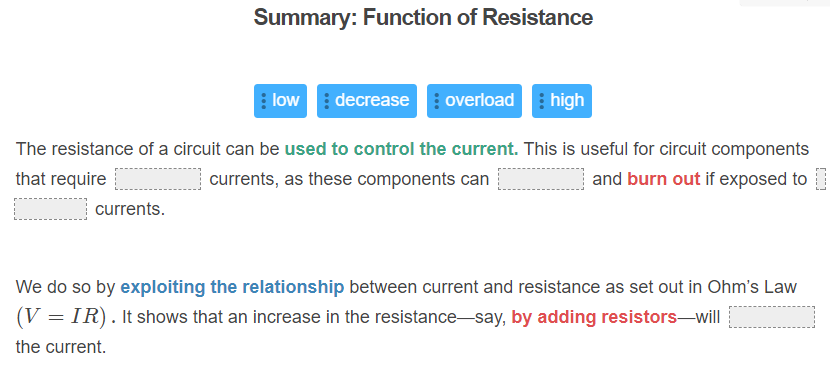 Summary: Function of Resistance
low decrease overload high
The resistance of a circuit can be used to control the current. This is useful for circuit components
that require currents, as these components can and burn out if exposed to
currents.
We do so by exploiting the relationship between current and resistance as set out in Ohm's Law
(V = IR). It shows that an increase in the resistance—say, by adding resistors—will
the current.